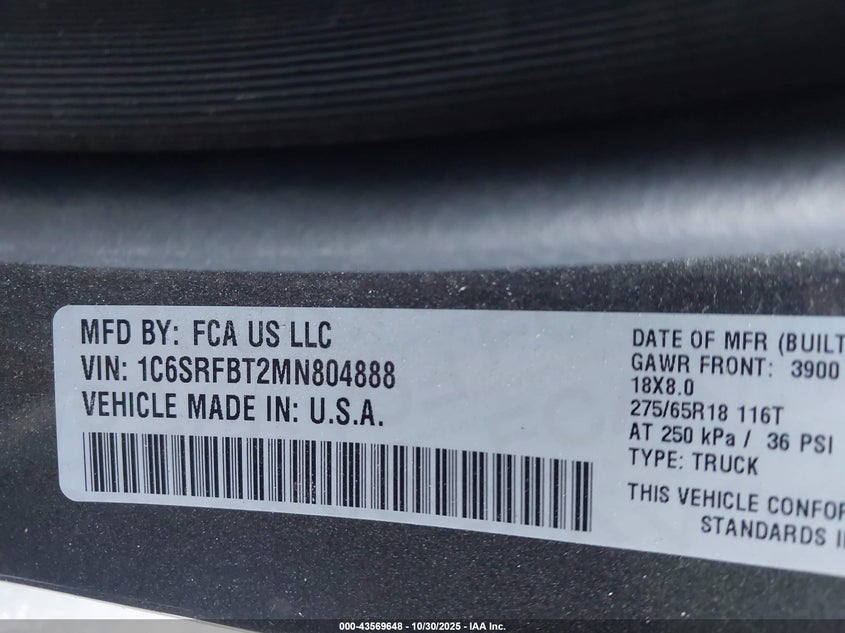 MFD BY: FCA US LLC
VIN: 1C6SRFBT2MN804888
VEHICLE MADE IN: U.S.A.
DATE OF MFR (BUILT
GAWR FRONT: 3900
18X8.0
275/65R18 116T
AT 250 kPa / 36 PSI
TYPE: TRUCK
THIS VEHICLE CONFOR
STANDARDS I
000-43569648 - 10/30/2025 - IAA Inc.